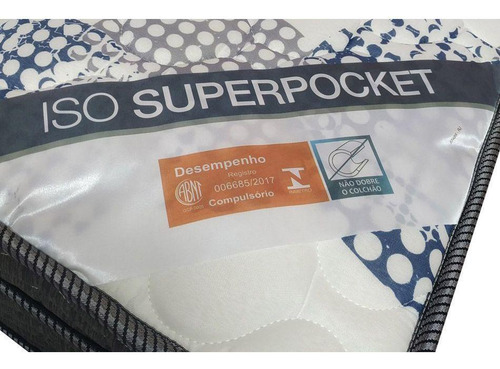 ISO SUPERPOCKET
Desempenho
Registro
006685/2017
Compulsório
ABNT
NÃO DOBRE
O COLCHÃO